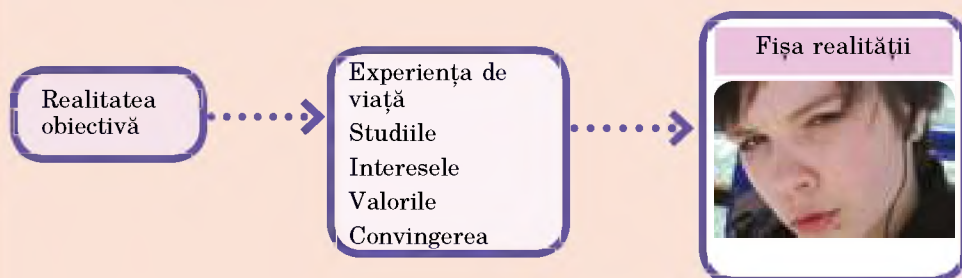 Realitatea
obiectivă
Experiența de
viață
Studiile
Interesele
Valorile
Convingerea
Fișa realității